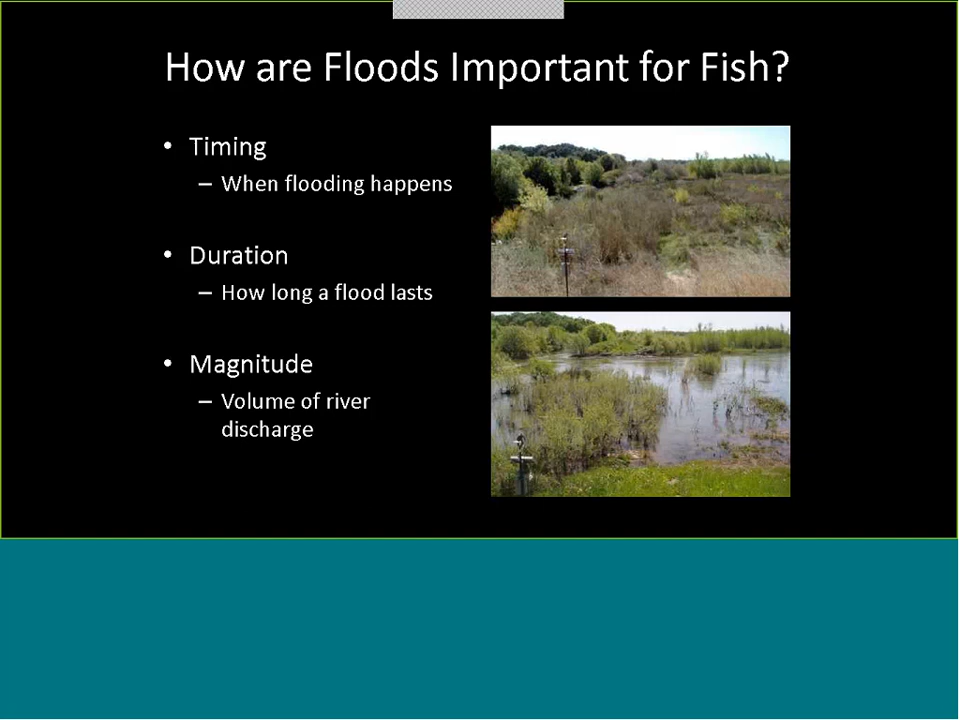 How are Floods Important for Fish?
• Timing
– When flooding happens
• Duration
– How long a flood lasts
• Magnitude
– Volume of river
discharge